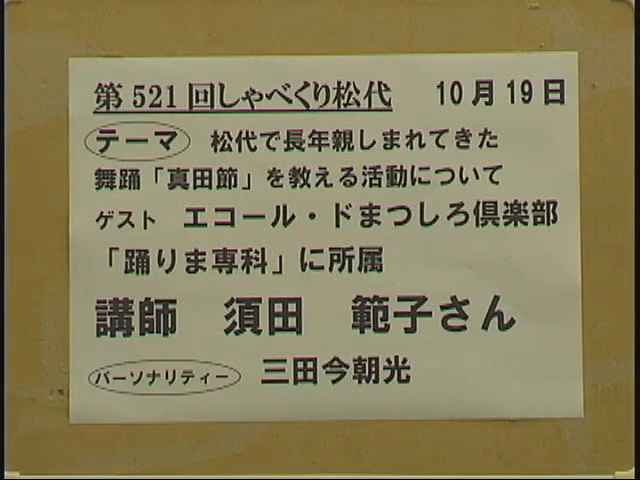 第521回しゃべくり松代 10月19日
テーマ 松代で長年親しまれてきた
舞踊「真田節」を教える活動について
ゲスト エコール・ドまつしろ倶楽部
「踊りま専科」に所属
講師 須田 範子さん
パーソナリティー 三田今朝光